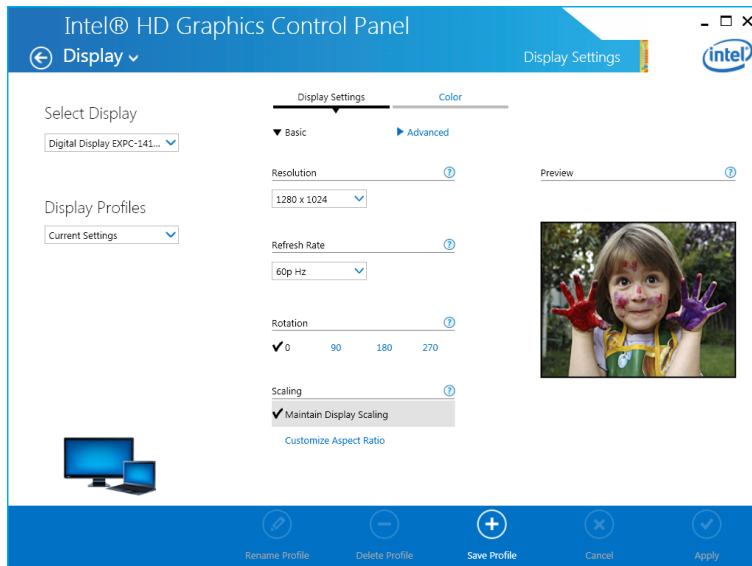 Intel® HD Graphics Control Panel
Display
Display Settings
intel
Select Display
Digital Display EXPC-141...
Display Profiles
Current Settings
Display Settings
Color
Basic
Advanced
Resolution
?
1280 x 1024
Refresh Rate
?
60p Hz
Rotation
?
0
90
180
270
Scaling
?
Maintain Display Scaling
Customize Aspect Ratio
Preview
?
Rename Profile
Delete Profile
Save Profile
Cancel
Apply